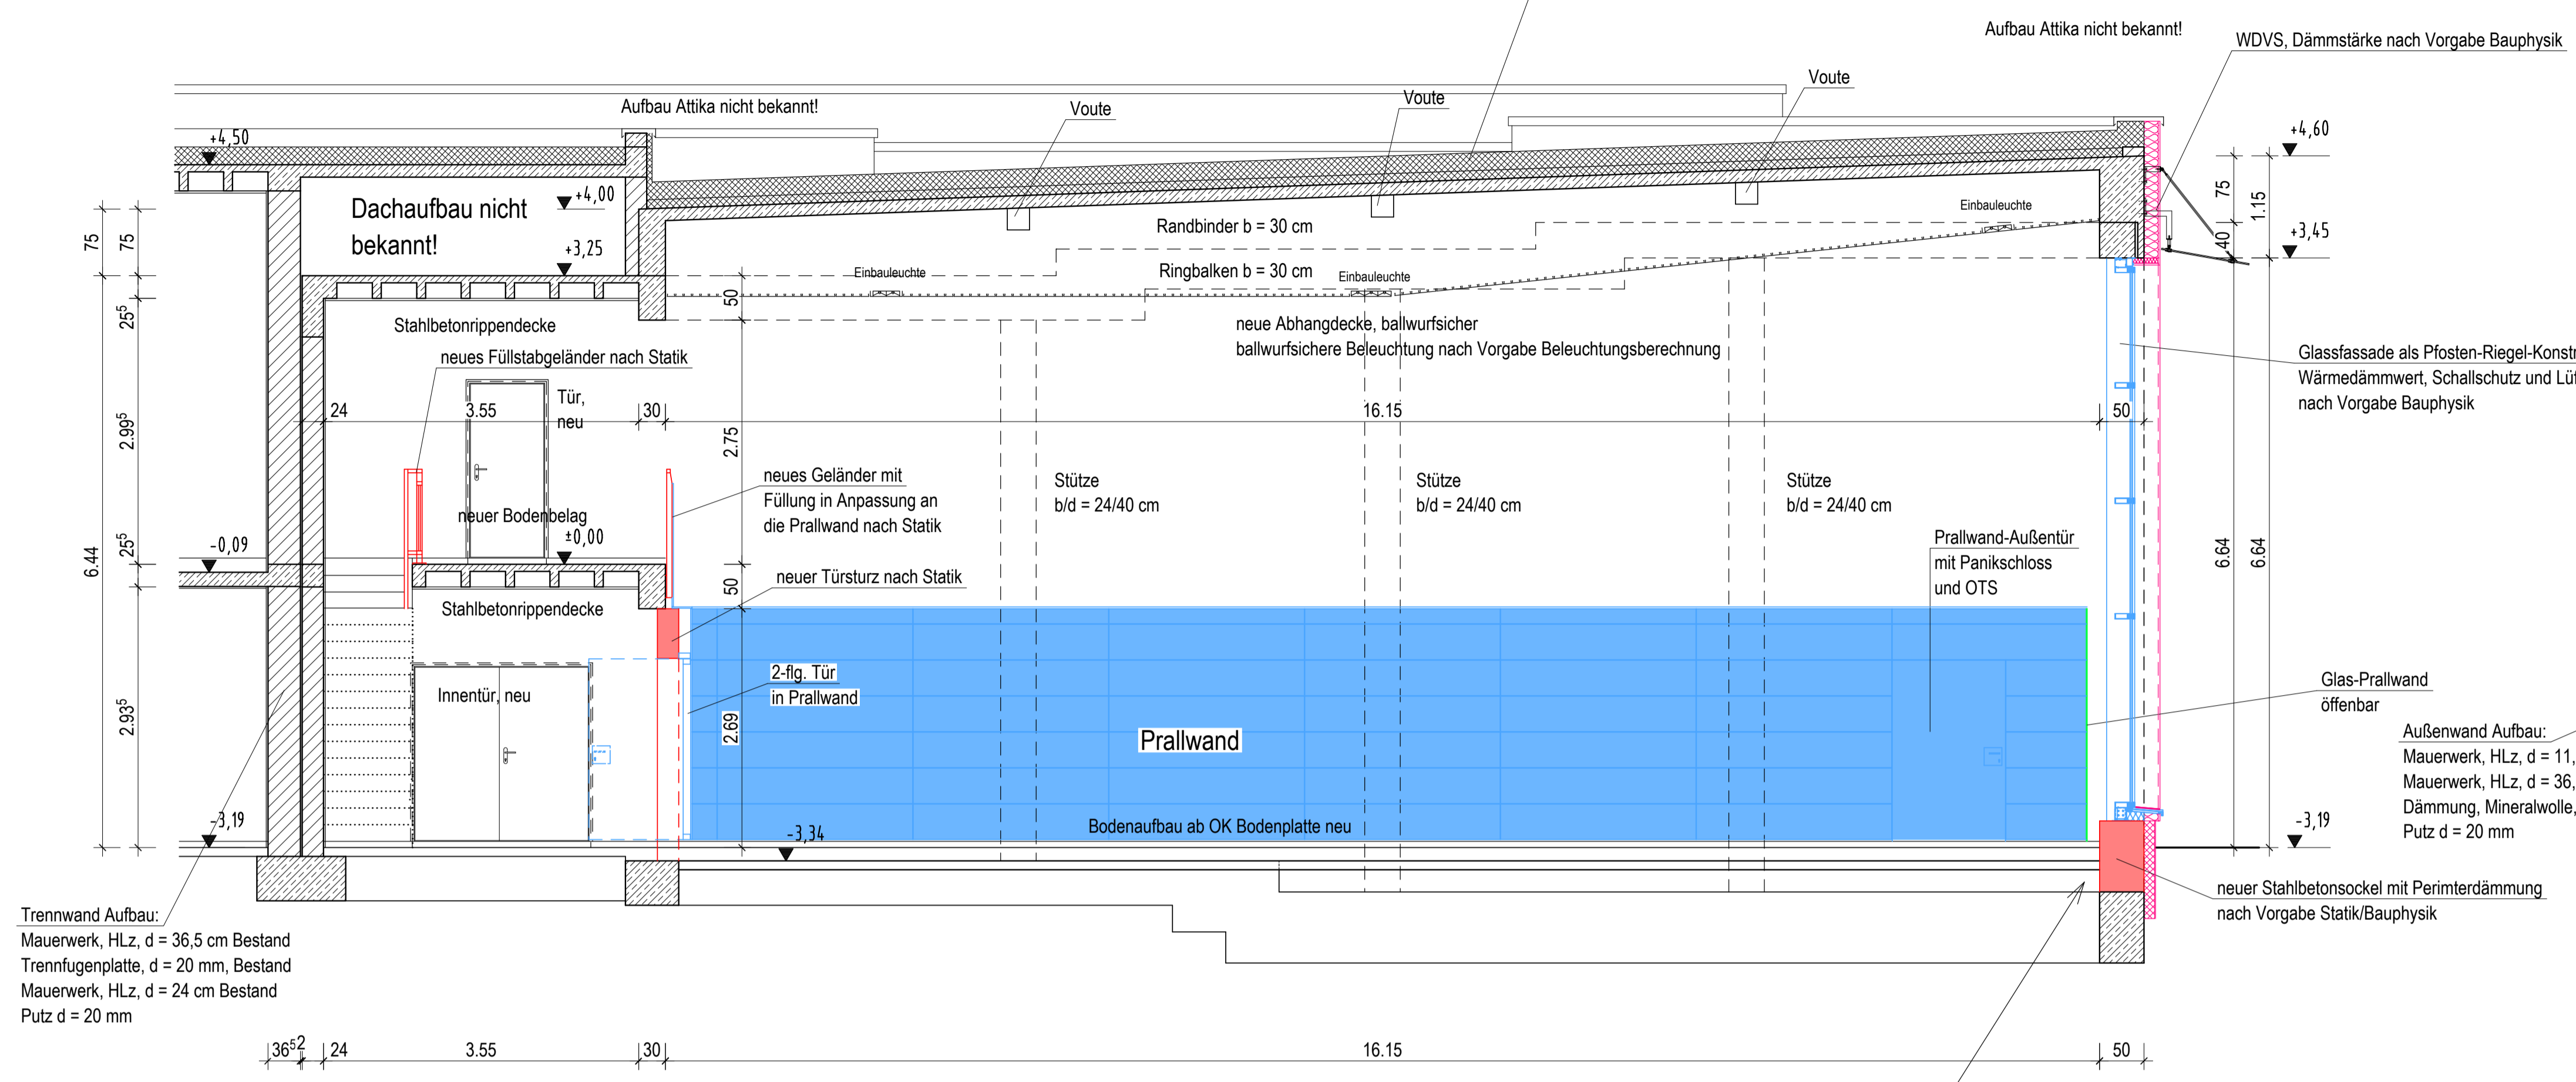 Aufbau Attika nicht bekannt!
WDVS, Dämmstärke nach Vorgabe Bauphysik
Voute
Voute
Voute
Aufbau Attika nicht bekannt!
+4,50
+4,60
Dachaufbau nicht
bekannt!
+4,00
+3,25
75
75
Randbinder b = 30 cm
Ringbalken b = 30 cm
Einbauleuchte
Einbauleuchte
Einbauleuchte
75
1.15
40
+3,45
25⁵
50
Stahlbetonrippendecke
neues Füllstabgeländer nach Statik
neue Abhangdecke, ballwurfsicher
ballwurfsichere Beleuchtung nach Vorgabe Beleuchtungsberechnung
Glassfassade als Pfosten-Riegel-Konstr
Wärmedämmwert, Schallschutz und Lüf
nach Vorgabe Bauphysik
Tür,
neu
24
3.55
30
16.15
50
2.99⁵
2.75
neues Geländer mit
Füllung in Anpassung an
die Prallwand nach Statik
Stütze
b/d = 24/40 cm
Stütze
b/d = 24/40 cm
Stütze
b/d = 24/40 cm
neuer Bodenbelag
±0,00
-0,09
25⁵
6.44
50
neuer Türsturz nach Statik
Prallwand-Außentür
mit Panikschloss
und OTS
6.64
6.64
Stahlbetonrippendecke
Innentür, neu
2-flg. Tür
in Prallwand
2.93⁵
2.69
Prallwand
Glas-Prallwand
öffenbar
Außenwand Aufbau:
Mauerwerk, HLz, d = 11,
Mauerwerk, HLz, d = 36,
Dämmung, Mineralwolle,
Putz d = 20 mm
-3,19
-3,34
Bodenaufbau ab OK Bodenplatte neu
-3,19
neuer Stahlbetonsockel mit Perimterdämmung
nach Vorgabe Statik/Bauphysik
Trennwand Aufbau:
Mauerwerk, HLz, d = 36,5 cm Bestand
Trennfugenplatte, d = 20 mm, Bestand
Mauerwerk, HLz, d = 24 cm Bestand
Putz d = 20 mm
36⁵
2
24
3.55
30
16.15
50